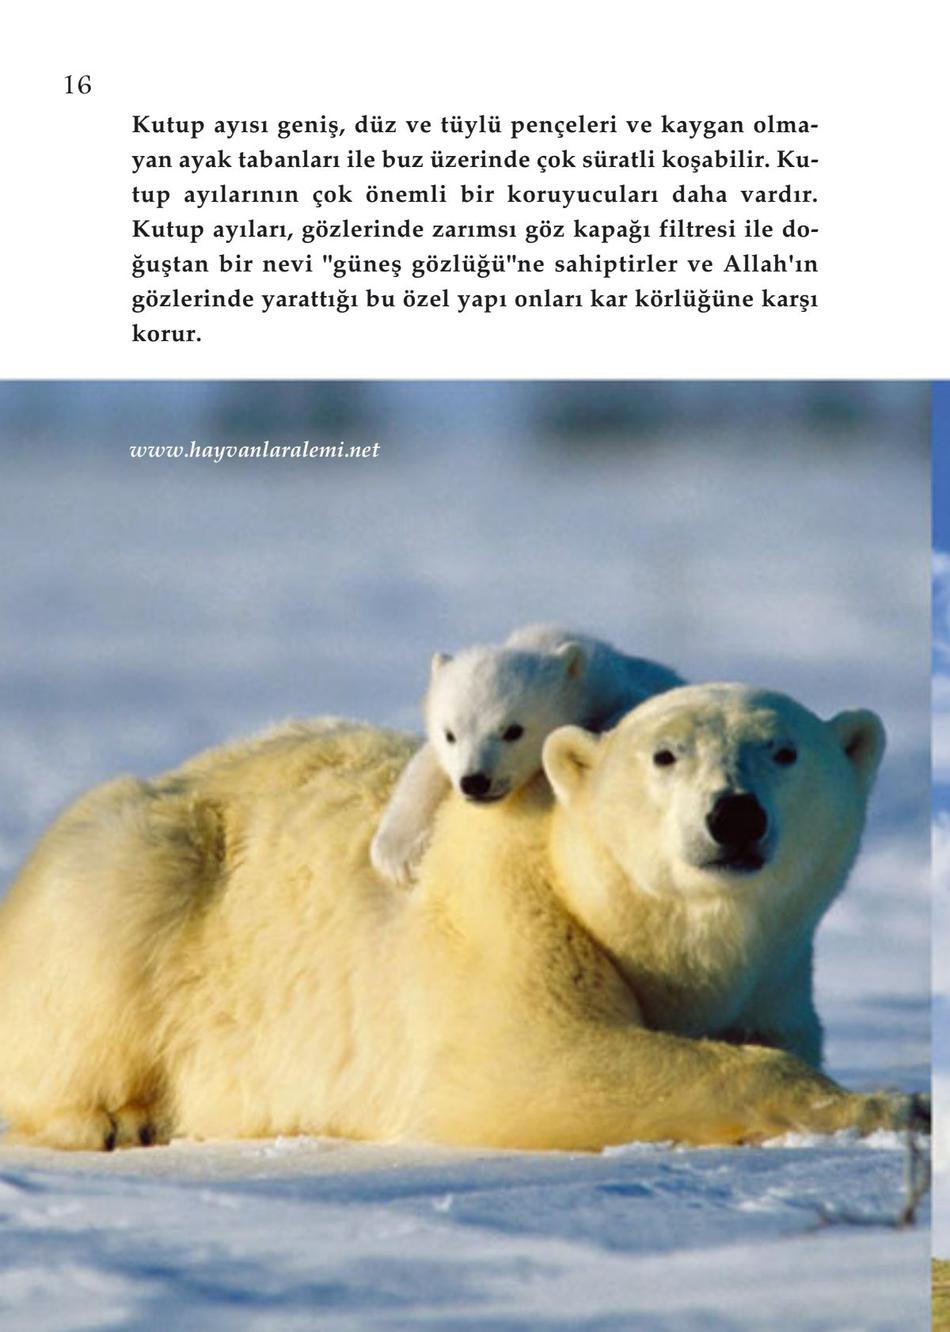 16
Kutup ayısı geniş, düz ve tüylü pençeleri ve kaygan olma-
yan ayak tabanları ile buz üzerinde çok süratli koşabilir. Ku-
tup ayılarının çok önemli bir koruyucuları daha vardır.
Kutup ayıları, gözlerinde zarımsı göz kapağı filtresi ile do-
ğuştan bir nevi "güneş gözlüğü"ne sahiptirler ve Allah'ın
gözlerinde yarattığı bu özel yapı onları kar körlüğüne karşı
korur.
www.hayvanlaralemi.net